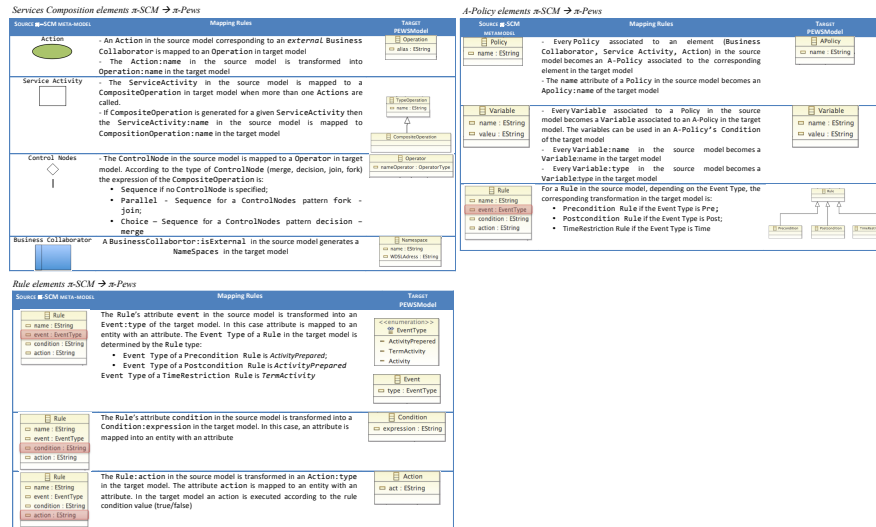 Services Composition elements π-SCM → π-Pews
SOURCE π-SCM META-MODEL
Mapping Rules
TARGET
PEWSMODEL
Action
- An Action in the source model corresponding to an external Business
Collaborator is mapped to an Operation in target model
- The Action:name in the source model is transformed into
Operation:name in the target model
Operation
alias : EString
Service Activity
- The ServiceActivity in the source model is mapped to a
CompositeOperation in target model when more than one Actions are
called.
- If CompositeOperation is generated for a given ServiceActivity then
the ServiceActivity:name in the source model is mapped to
CompositionOperation:name in the target model
TypeOperation
name : EString
CompositeOperation
Control Nodes
- The ControlNode in the source model is mapped to a Operator in target
model. According to the type of ControlNode (merge, decision, join, fork)
the expression of the CompositeOperation is:
• Sequence if no ControlNode is specified;
• Parallel - Sequence for a ControlNodes pattern fork -
join;
• Choice – Sequence for a ControlNodes pattern decision –
merge
Operator
nameOperator : OperatorType
Business Collaborator
A BusinessCollabortor:isExternal in the source model generates a
NameSpaces in the target model
Namespace
name : EString
WDSLAdress : EString
A-Policy elements π-SCM → π-Pews
SOURCE π-SCM
METAMODEL
Mapping Rules
TARGET
PEWSMODEL
Policy
name : EString
- Every Policy associated to an element (Business
Collaborator, Service Activity, Action) in the source
model becomes an A-Policy associated to the corresponding
element in the target model
- The name attribute of a Policy in the source model becomes an
Apolicy:name of the target model
APolicy
name : EString
Variable
name : EString
valeu : EString
- Every Variable associated to a Policy in the source
model becomes a Variable associated to an A-Policy in the target
model. The variables can be used in an A-Policy's Condition
of the target model
- Every Variable:name in the source model becomes a
Variable:name in the target model
- Every Variable:type in the source model becomes a
Variable:type in the target model
Variable
name : EString
valeu : EString
Rule
name : EString
event : EventType
condition : EString
action : EString
For a Rule in the source model, depending on the Event Type, the
corresponding transformation in the target model is:
• Precondition Rule if the Event Type is Pre;
• Postcondition Rule if the Event Type is Post;
• TimeRestriction Rule if the Event Type is Time
Rule
Precondition
Postcondition
Rule elements π-SCM → π-Pews
SOURCE π-SCM META-MODEL
Mapping Rules
TARGET
PEWSModel
Rule
name : EString
event : EventType
condition : EString
action : EString
The Rule's attribute event in the source model is transformed into an
Event:type of the target model. In this case attribute is mapped to an
entity with an attribute. The Event Type of a Rule in the target model is
determined by the Rule type:
• Event Type of a Precondition Rule is ActivityPrepared;
• Event Type of a Postcondition Rule is ActivityPrepared
Event Type of a TimeRestriction Rule is TermActivity
<<enumeration>>
EventType
ActivityPrepered
TermActivity
Activity
Event
type : EventType
Rule
name : EString
event : EventType
condition : EString
action : EString
The Rule's attribute condition in the source model is transformed into a
Condition:expression in the target model. In this case, an attribute is
mapped into an entity with an attribute
Condition
expression : EString
Rule
name : EString
event : EventType
condition : EString
action : EString
The Rule:action in the source model is transformed in an Action:type
in the target model. The attribute action is mapped to an entity with an
attribute. In the target model an action is executed according to the rule
condition value (true/false)
Action
act : EString